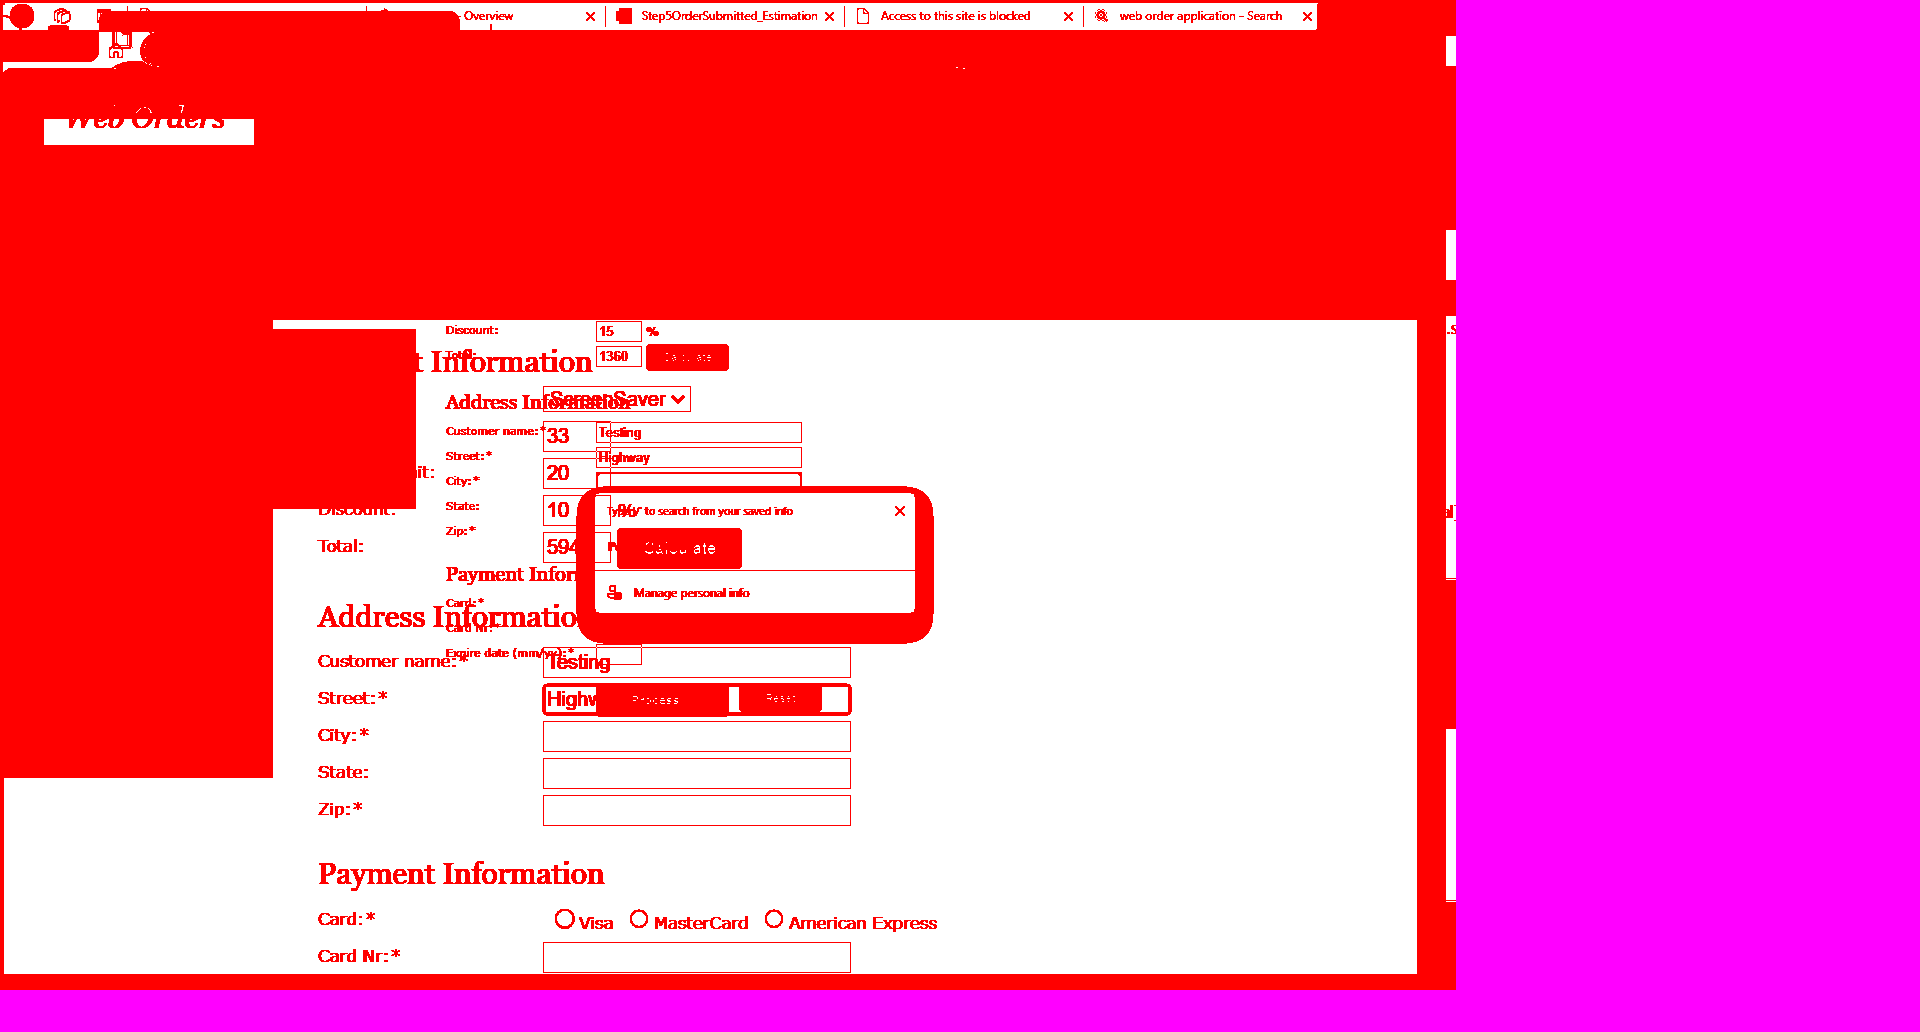 Overview
Step5OrderSubmitted_Estimation
Access to this site is blocked
web order application - Search
Web Orders
Discount:
15 %
Total:
1360
Calculate
t Information
Address Information
ScreenSaver
Customer name:*
33
Testing
Street:*
Highway
it:
20
City:*
Discount:
State:
10 %
to search from your saved info
Zip:*
Total:
594
Calculate
Payment Infor
Manage personal info
Card:*
Address Informatio
Card Nr:*
Expire date (mm/yy):*
Customer name:*
Testing
Street:*
Highw
Process
Reset
City:*
State:
Zip:*
Payment Information
Card:*
Visa
MasterCard
American Express
Card Nr:*